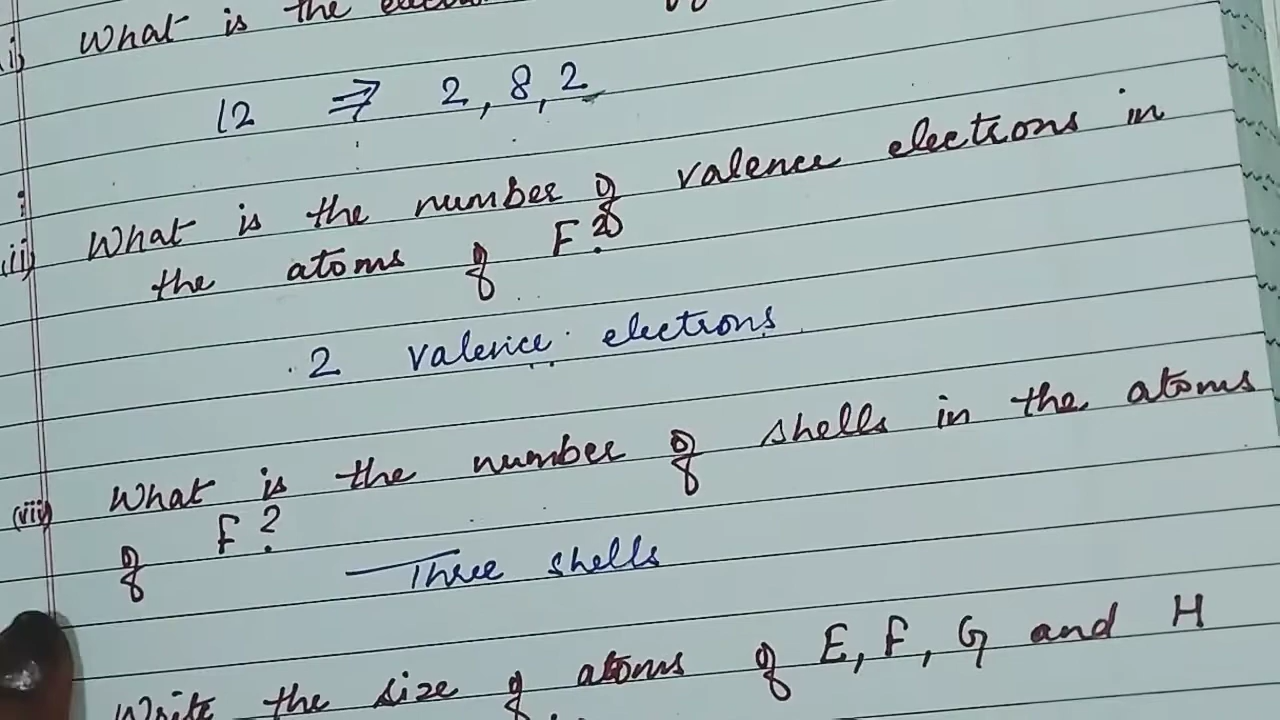 (i) What is the
12 ⇒ 2, 8, 2
(ii) What is the number of valence electrons in
the atoms of F?
2 valence electrons
(iii) What is the number of shells in the atoms
of F?
Three shells
Write the size of atoms of E, F, G and H